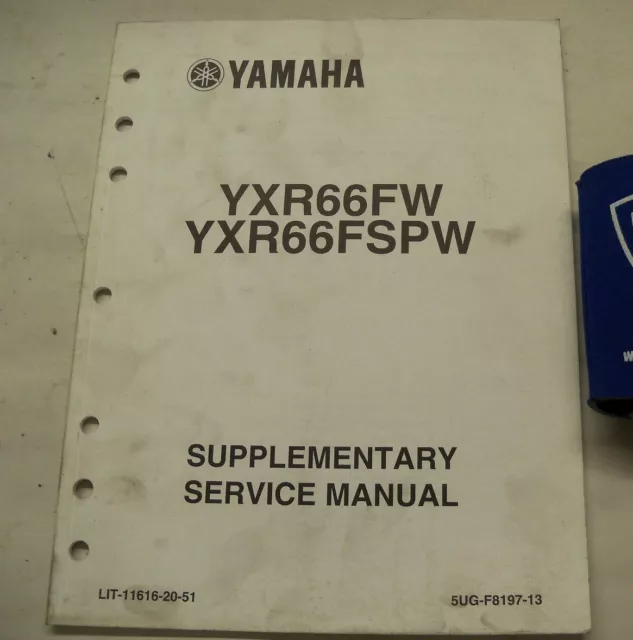 YAMAHA
YXR66FW
YXR66FSPW
SUPPLEMENTARY
SERVICE MANUAL
LIT-11616-20-51
5UG-F8197-13